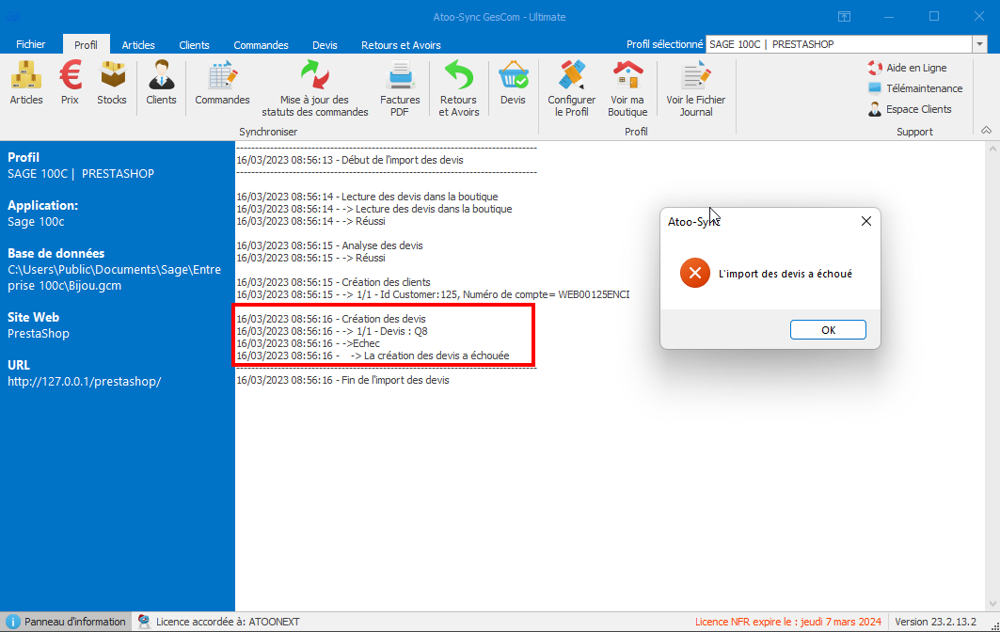 Atoo-Sync GesCom - Ultimate
Fichier Profil Articles Clients Commandes Devis Retours et Avoirs Profil sélectionné SAGE 100C | PRESTASHOP
Articles Prix Stocks Clients Commandes Mise à jour des statuts des commandes Factures PDF Retours et Avoirs Devis
Synchroniser
Configurer le Profil Voir ma Boutique Voir le Fichier Journal
Profil
Aide en Ligne
Télémaintenance
Espace Clients
Support
Profil
SAGE 100C | PRESTASHOP
Application:
Sage 100c
Base de données
C:\Users\Public\Documents\Sage\Entre
prise 100c\Bijou.gcm
Site Web
PrestaShop
URL
http://127.0.0.1/prestashop/
--------------------------------------------------------------------------------
16/03/2023 08:56:13 - Début de l'import des devis
--------------------------------------------------------------------------------
16/03/2023 08:56:14 - Lecture des devis dans la boutique
16/03/2023 08:56:14 - -> Lecture des devis dans la boutique
16/03/2023 08:56:14 - -> Réussi
16/03/2023 08:56:15 - Analyse des devis
16/03/2023 08:56:15 - -> Réussi
16/03/2023 08:56:15 - Création des clients
16/03/2023 08:56:15 - -> 1/1 - Id Customer:125, Numéro de compte= WEB00125ENCI
16/03/2023 08:56:16 - Création des devis
16/03/2023 08:56:16 - -> 1/1 - Devis : Q8
16/03/2023 08:56:16 - ->Echec
16/03/2023 08:56:16 - -> La création des devis a échouée
--------------------------------------------------------------------------------
16/03/2023 08:56:16 - Fin de l'import des devis
Atoo-Sync
L'import des devis a échoué
OK
Panneau d'information Licence accordée à: ATOONEXT Licence NFR expire le : jeudi 7 mars 2024 Version 23.2.13.2